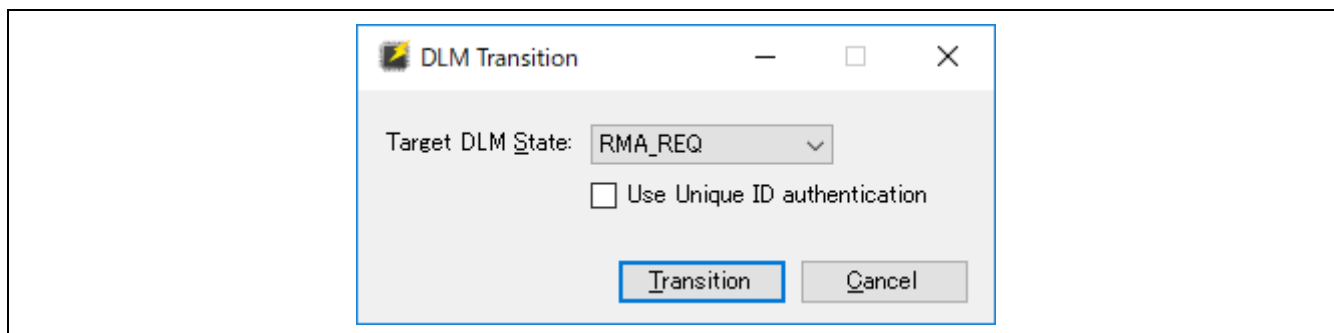 DLM Transition
Target DLM State: RMA_REQ
Use Unique ID authentication
Transition Cancel